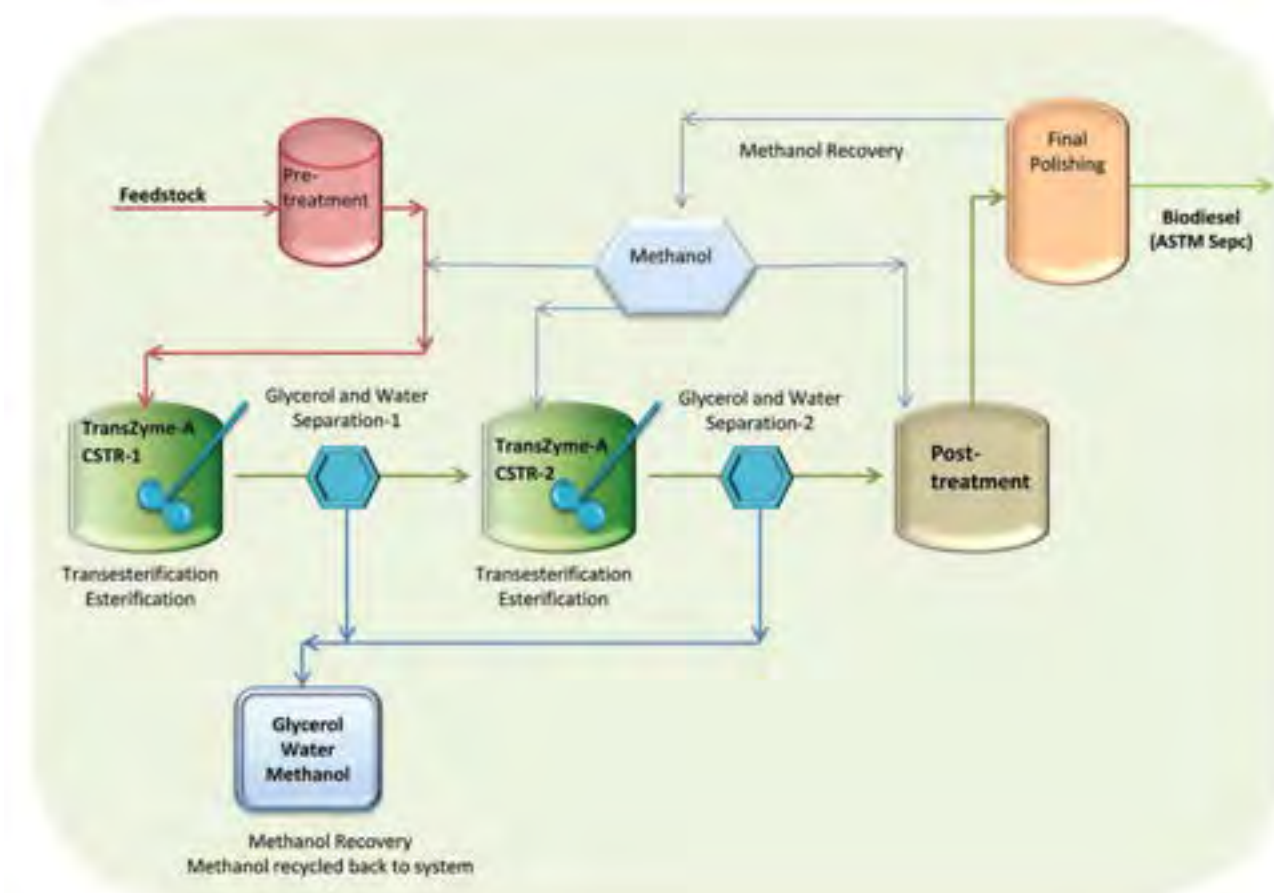 Feedstock
Pre-
treatment
Methanol Recovery
Final
Polishing
Biodiesel
(ASTM Sepc)
Methanol
TransZyme-A
CSTR-1
Glycerol and Water
Separation-1
TransZyme-A
CSTR-2
Glycerol and Water
Separation-2
Post-
treatment
Transesterification
Esterification
Transesterification
Esterification
Glycerol
Water
Methanol
Methanol Recovery
Methanol recycled back to system